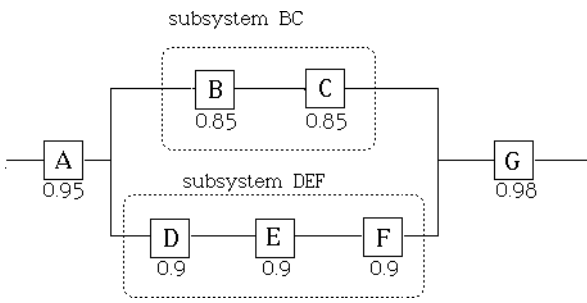 subsystem BC
B C
0.85 0.85
A G
0.95 0.98
subsystem DEF
D E F
0.9 0.9 0.9